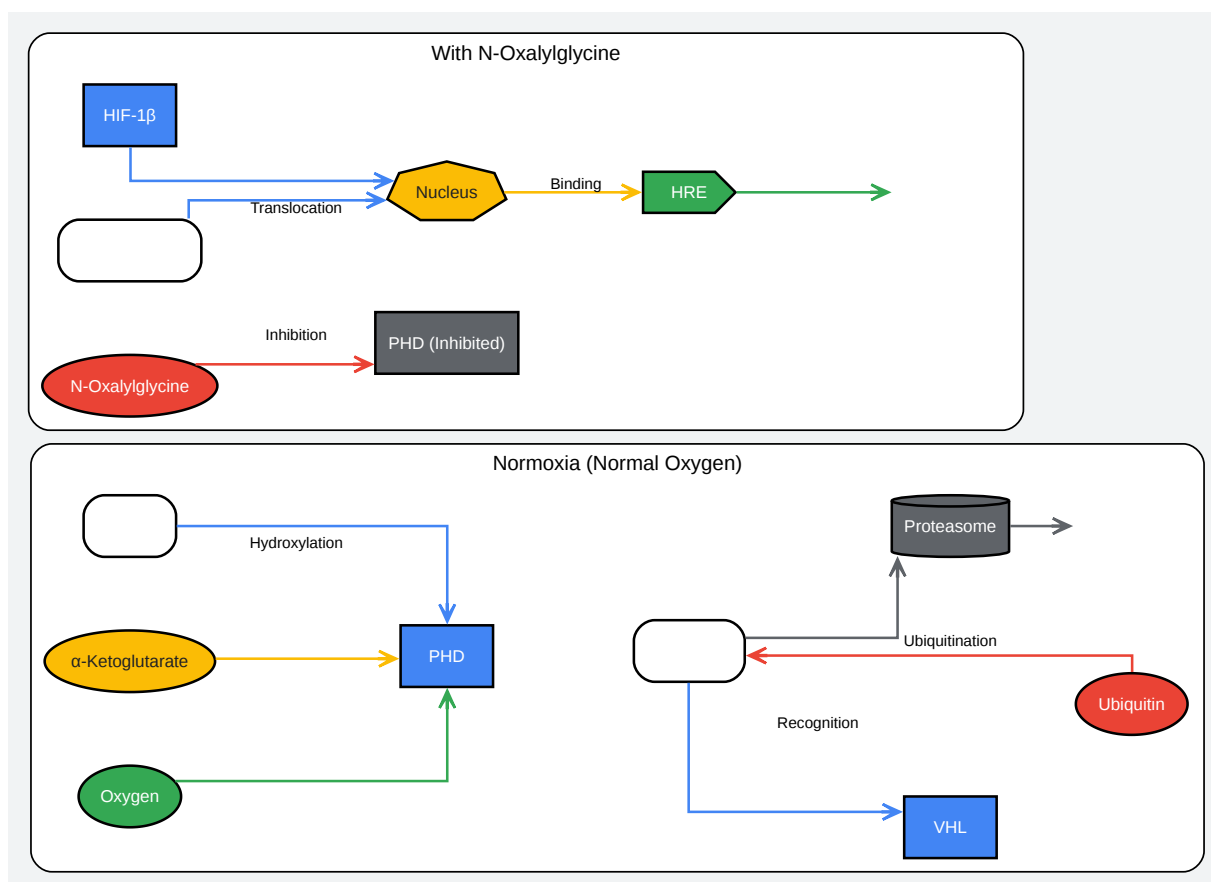 With N-Oxalylglycine
HIF-1β
Nucleus
Binding
HRE
Translocation
Inhibition
PHD (Inhibited)
N-Oxalylglycine
Normoxia (Normal Oxygen)
Proteasome
Hydroxylation
α-Ketoglutarate
PHD
Ubiquitination
Ubiquitin
Recognition
Oxygen
VHL